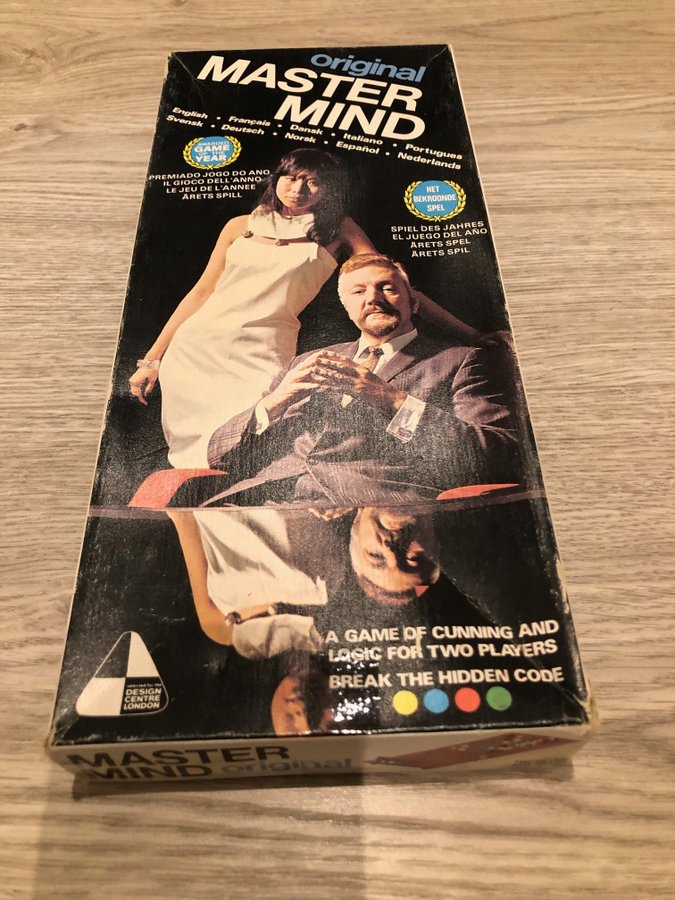 original
MASTER
MIND
English • Français • Dansk • Italiano • Portugues
Svensk • Deutsch • Norsk • Español • Nederlands
AWARDED
GAME
OF THE
YEAR
PREMIADO JOGO DO ANO
IL GIOCO DELL'ANNO
LE JEU DE L'ANNEE
ÅRETS SPILL
HET
BEKROONDE
SPEL
SPIEL DES JAHRES
EL JUEGO DEL AÑO
ÅRETS SPEL
ÅRETS SPIL
A GAME OF CUNNING AND
LOGIC FOR TWO PLAYERS
BREAK THE HIDDEN CODE
selected for the
DESIGN
CENTRE
LONDON
MASTER
MIND original